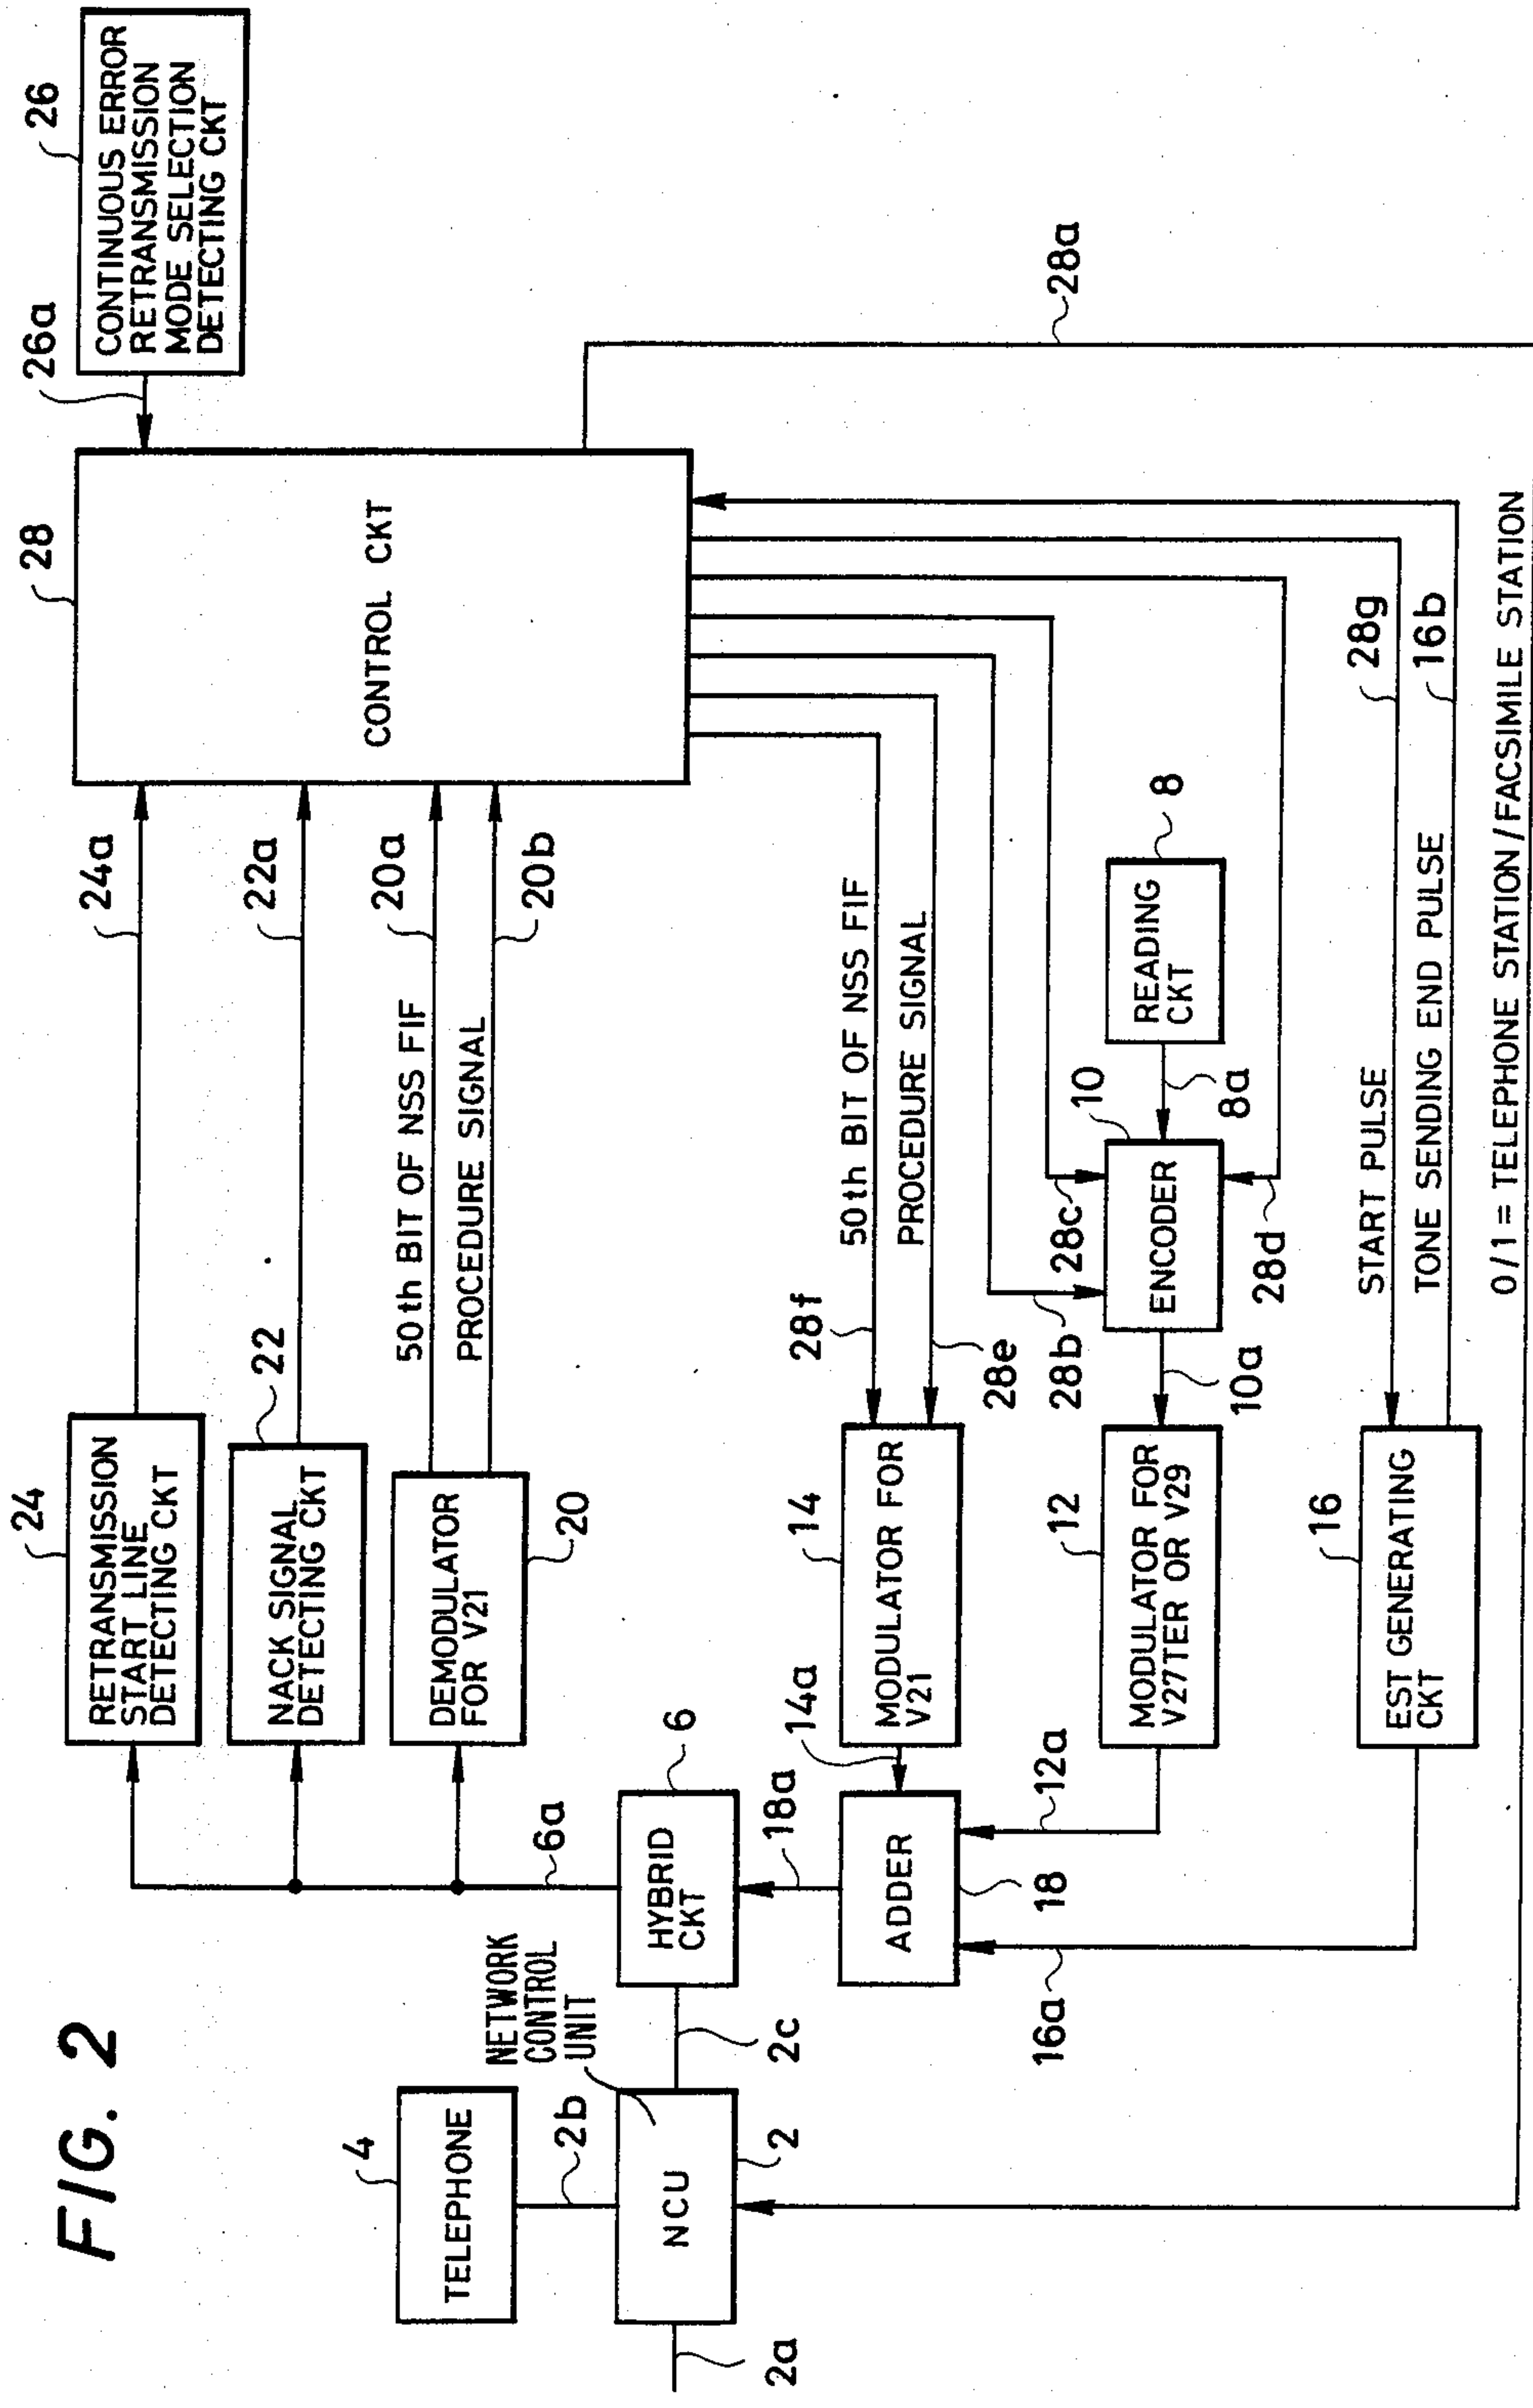 FIG. 2
24
RETRANSMISSION
START LINE
DETECTING CKT
24a
26a
26
CONTINUOUS ERROR
RETRANSMISSION
MODE SELECTION
DETECTING CKT
28
CONTROL CKT
22
NACK SIGNAL
DETECTING CKT
22a
20
DEMODULATOR
FOR V21
50th BIT OF NSS FIF
20a
PROCEDURE SIGNAL
20b
4
TELEPHONE
2b
NETWORK
CONTROL
UNIT
NCU
2
2a
2c
6a
6
HYBRID
CKT
18a
14a
14
MODULATOR FOR
V21
28f
50th BIT OF NSS FIF
28e
PROCEDURE SIGNAL
ADDER
18
12a
16a
12
MODULATOR FOR
V27TER OR V29
10a
28b
28c
10
ENCODER
28d
8a
8
READING
CKT
28a
16
EST GENERATING
CKT
START PULSE
28g
TONE SENDING END PULSE
16b
0/1 = TELEPHONE STATION/FACSIMILE STATION